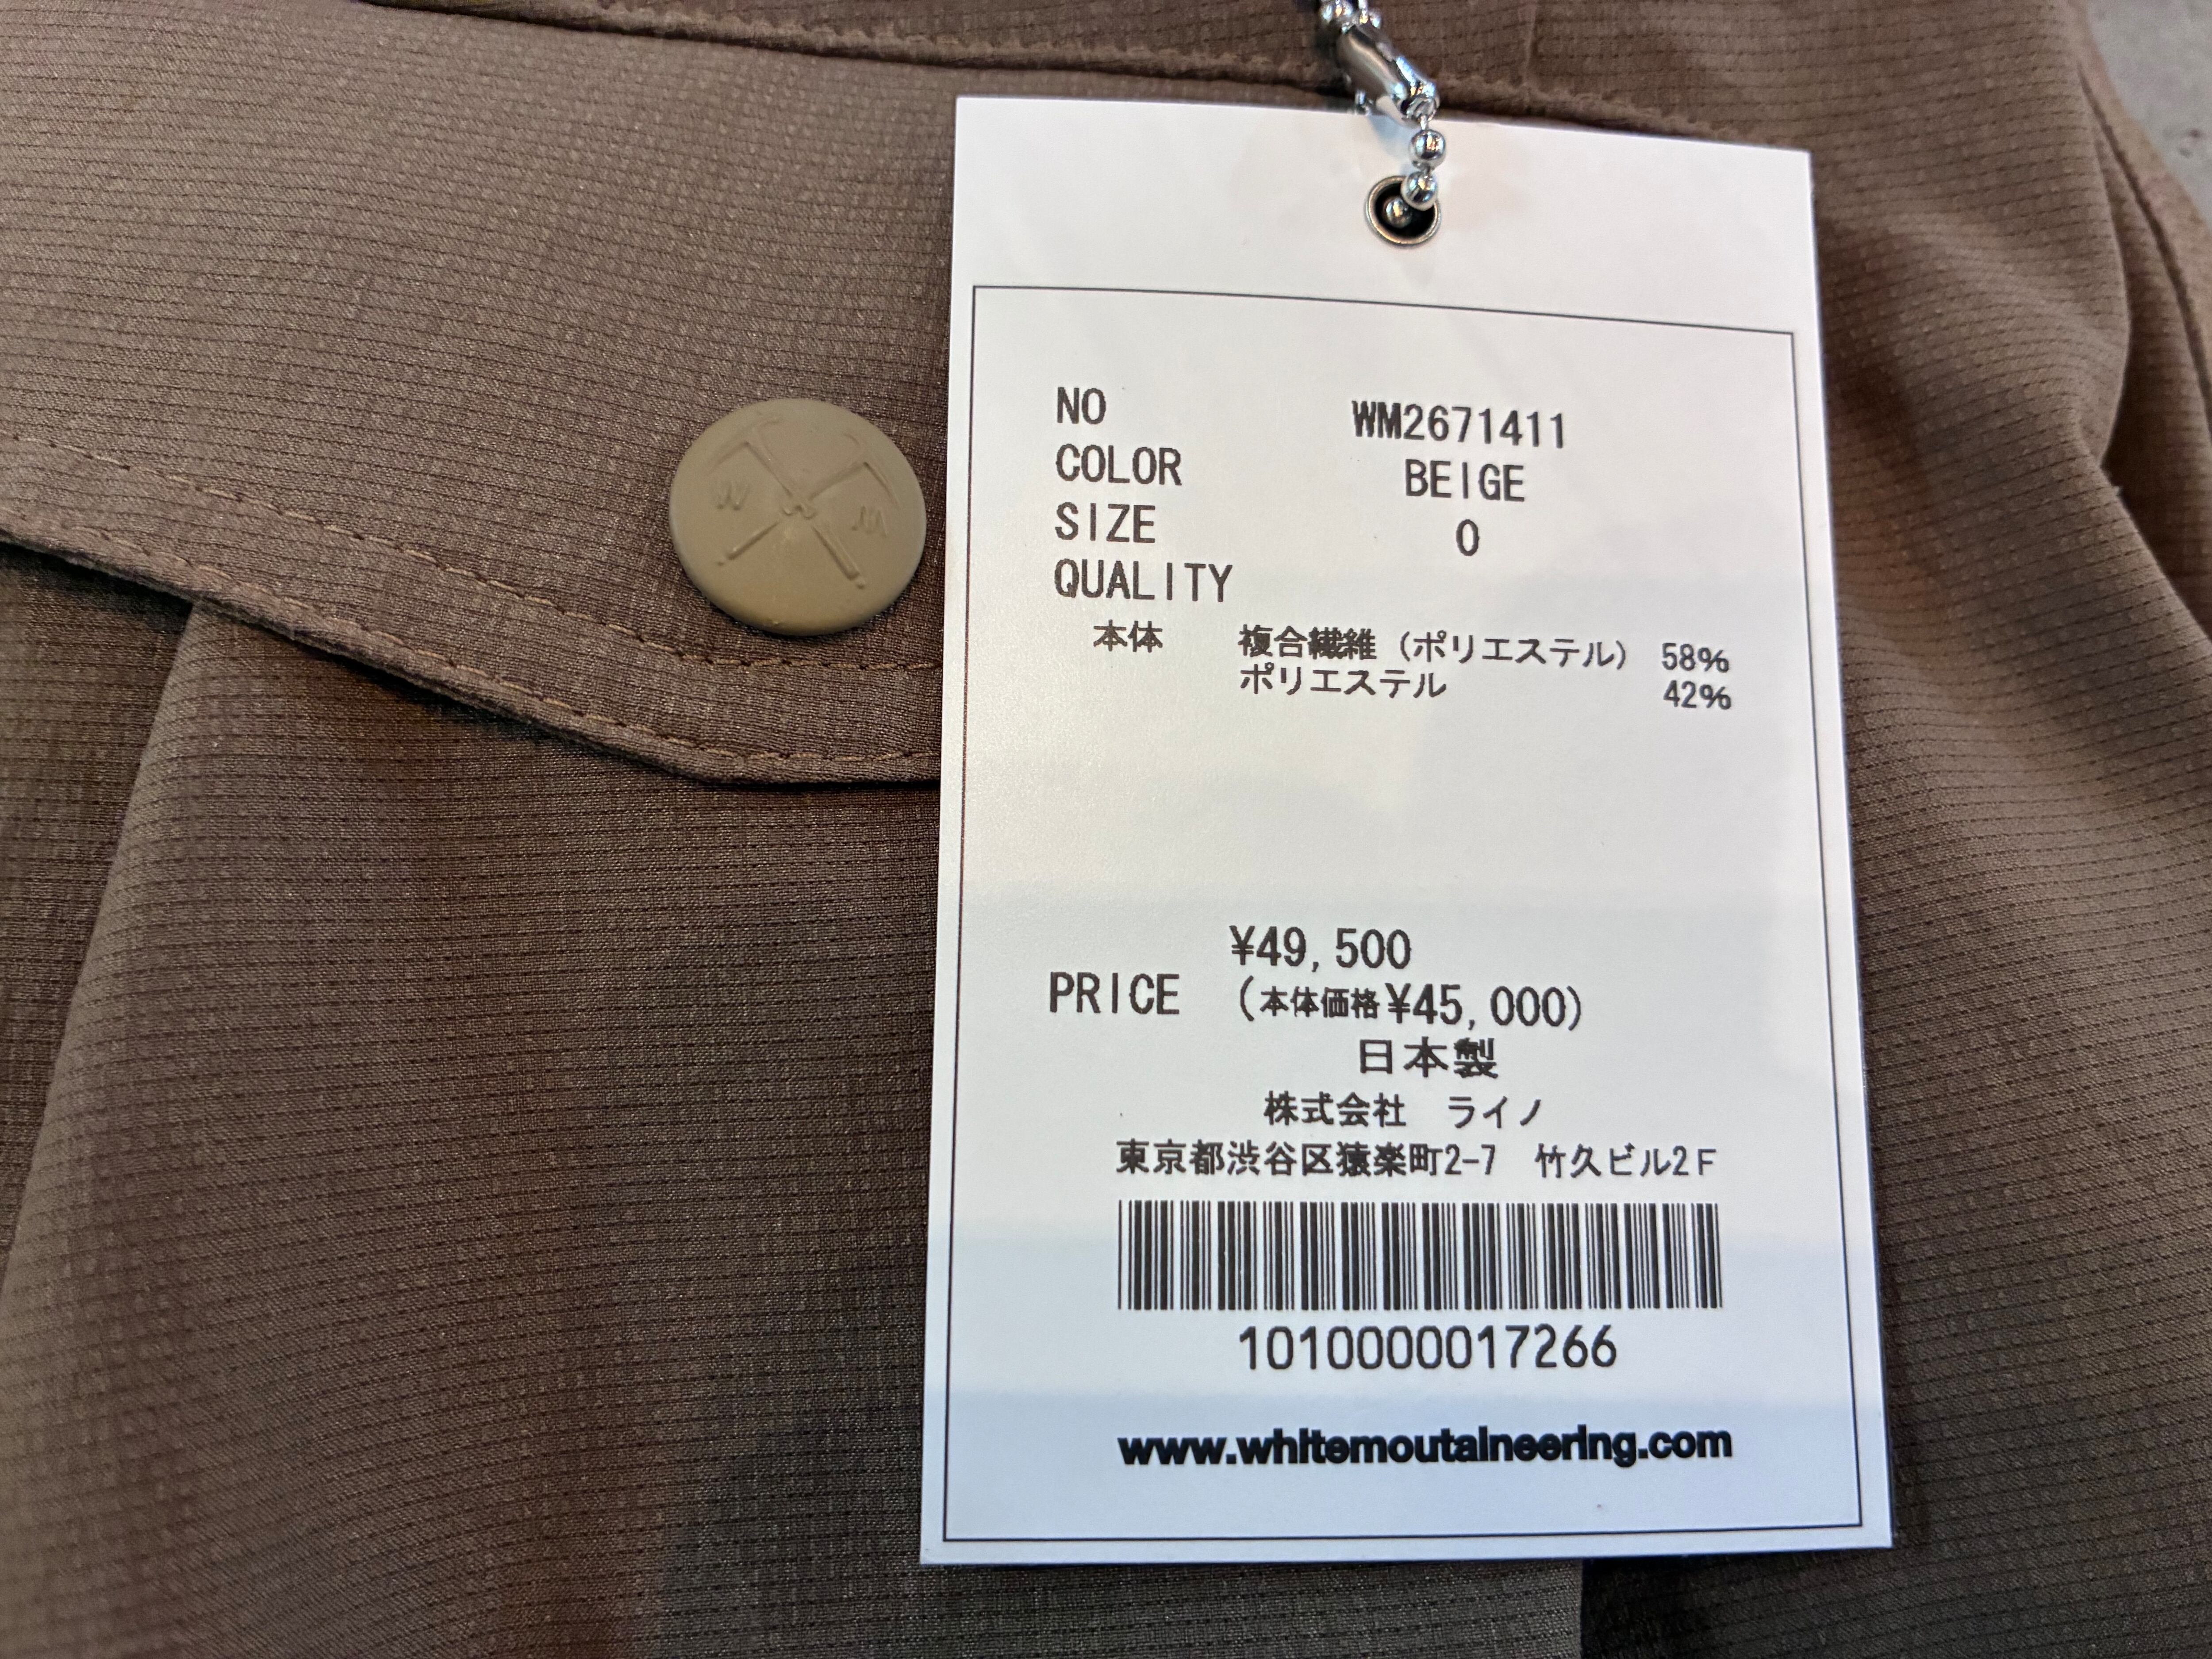 W M
NO WM2671411
COLOR BEIGE
SIZE 0
QUALITY
本体 複合繊維（ポリエステル） 58%
ポリエステル 42%
¥49,500
PRICE (本体価格¥45,000)
日本製
株式会社　ライノ
東京都渋谷区猿楽町2-7　竹久ビル2F
1010000017266
www.whitemoutaineering.com